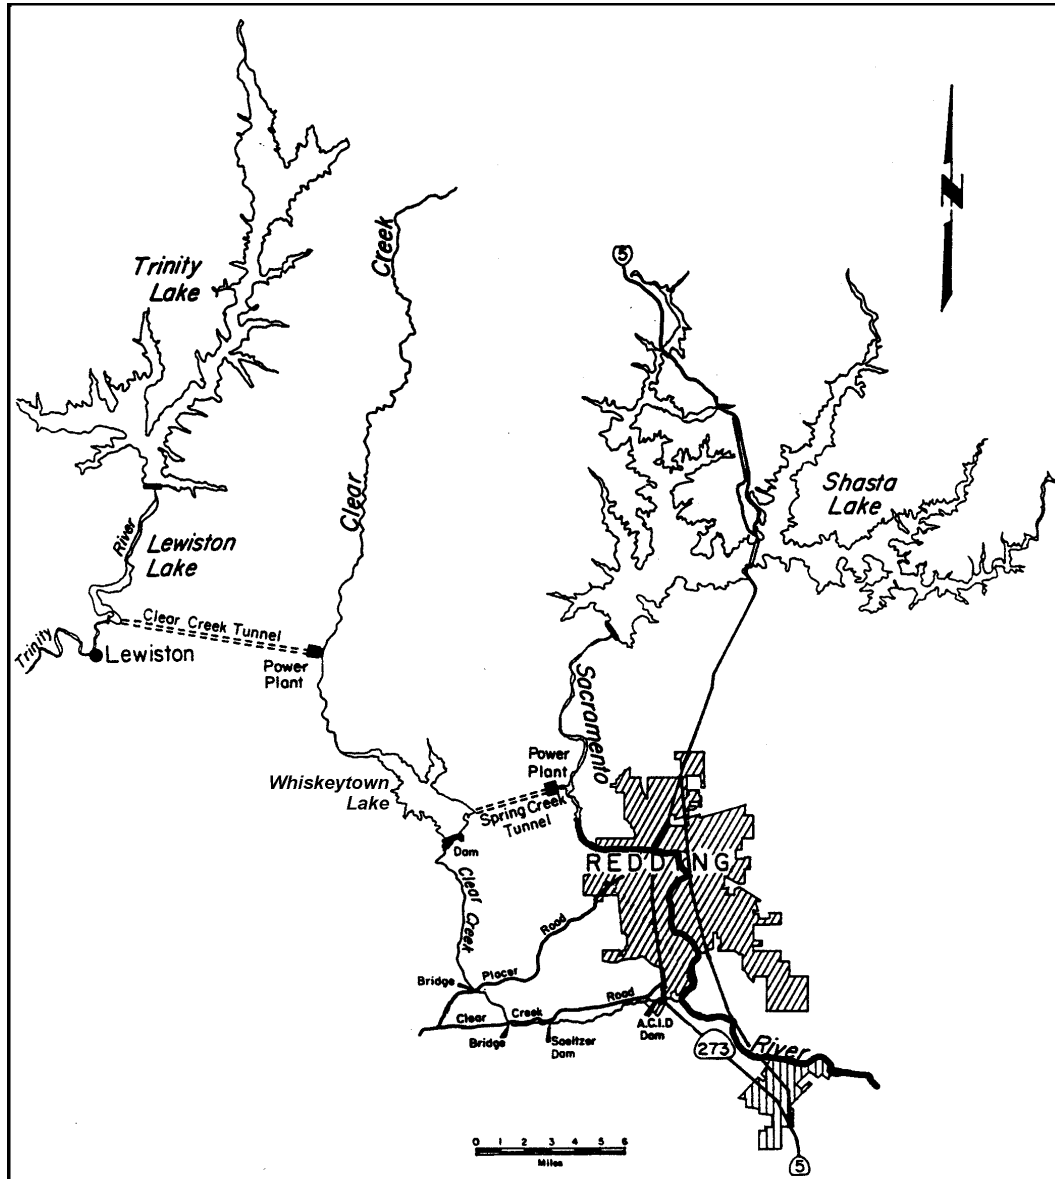 N
Creek
5
Trinity
Lake
Shasta
Lake
Clear
River
Lewiston
Lake
Clear Creek Tunnel
Trinity
Lewiston
Power
Plant
Sacramento
Power
Plant
Whiskeytown
Lake
Spring Creek
Tunnel
Dam
REDDING
Clear Creek
Road
Placer
Bridge
Road
Creek
Clear
A.C.I.D
Dam
Bridge
Saeltzer
Dam
273
River
0 1 2 3 4 5 6
Miles
5